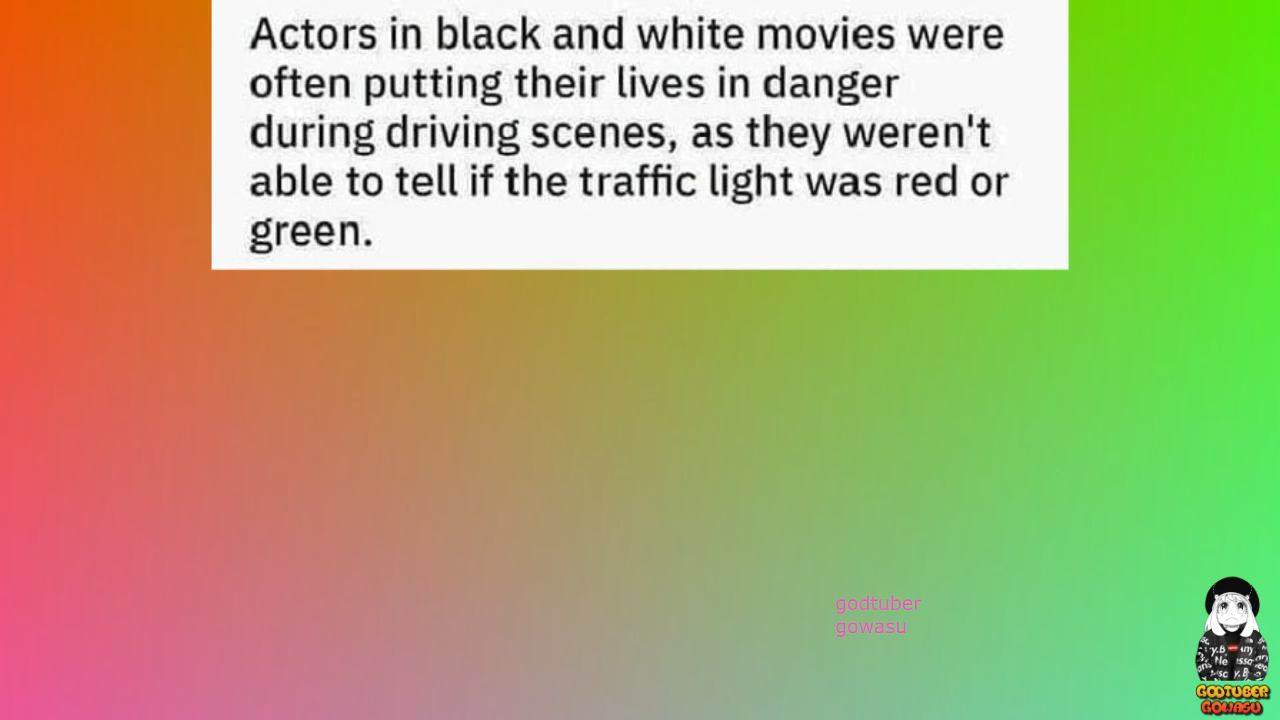 Actors in black and white movies were
often putting their lives in danger
during driving scenes, as they weren't
able to tell if the traffic light was red or
green.
godtuber
gowasu
GODTUBER
GOWASU